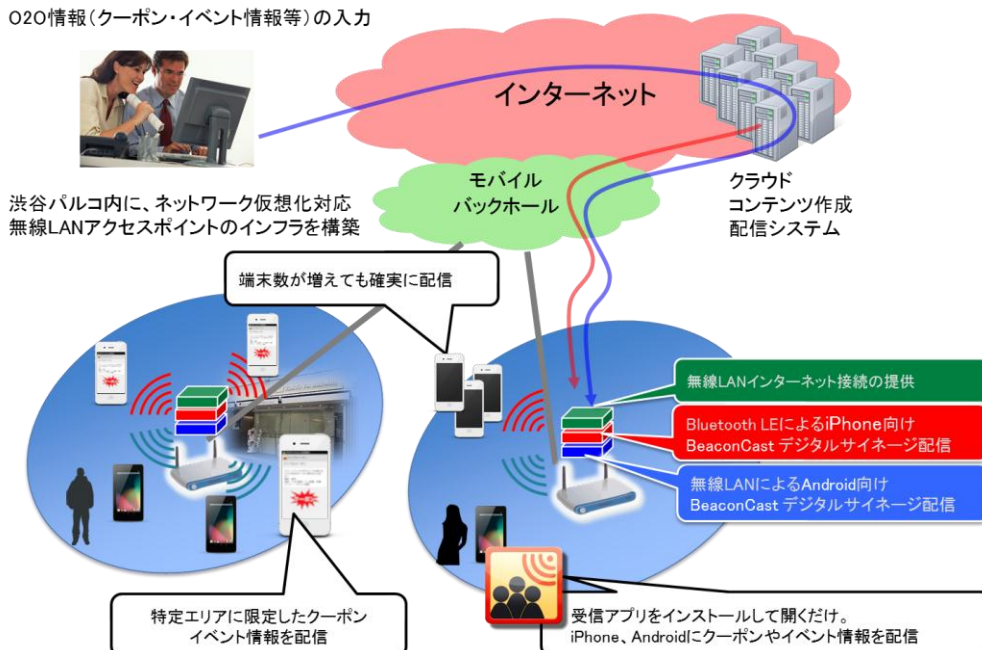 O2O情報(クーポン・イベント情報等)の入力
インターネット
モバイル
バックホール
クラウド
コンテンツ作成
配信システム
渋谷パルコ内に、ネットワーク仮想化対応
無線LANアクセスポイントのインフラを構築
端末数が増えても確実に配信
無線LANインターネット接続の提供
Bluetooth LEによるiPhone向け
BeaconCast デジタルサイネージ配信
無線LANによるAndroid向け
BeaconCast デジタルサイネージ配信
特定エリアに限定したクーポン
イベント情報を配信
受信アプリをインストールして開くだけ。
iPhone、Androidにクーポンやイベント情報を配信